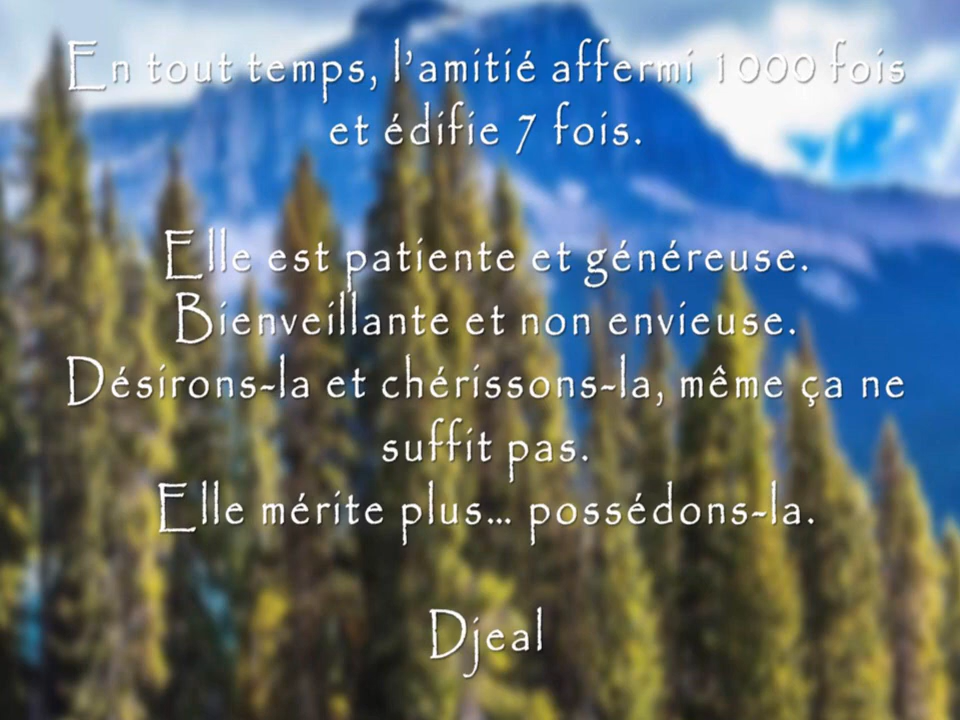 En tout temps, l'amitié affermi 1000 fois
et édifie 7 fois.
Elle est patiente et généreuse.
Bienveillante et non envieuse.
Désirons-la et chérissons-la, même ça ne
suffit pas.
Elle mérite plus... possédons-la.
Djeal